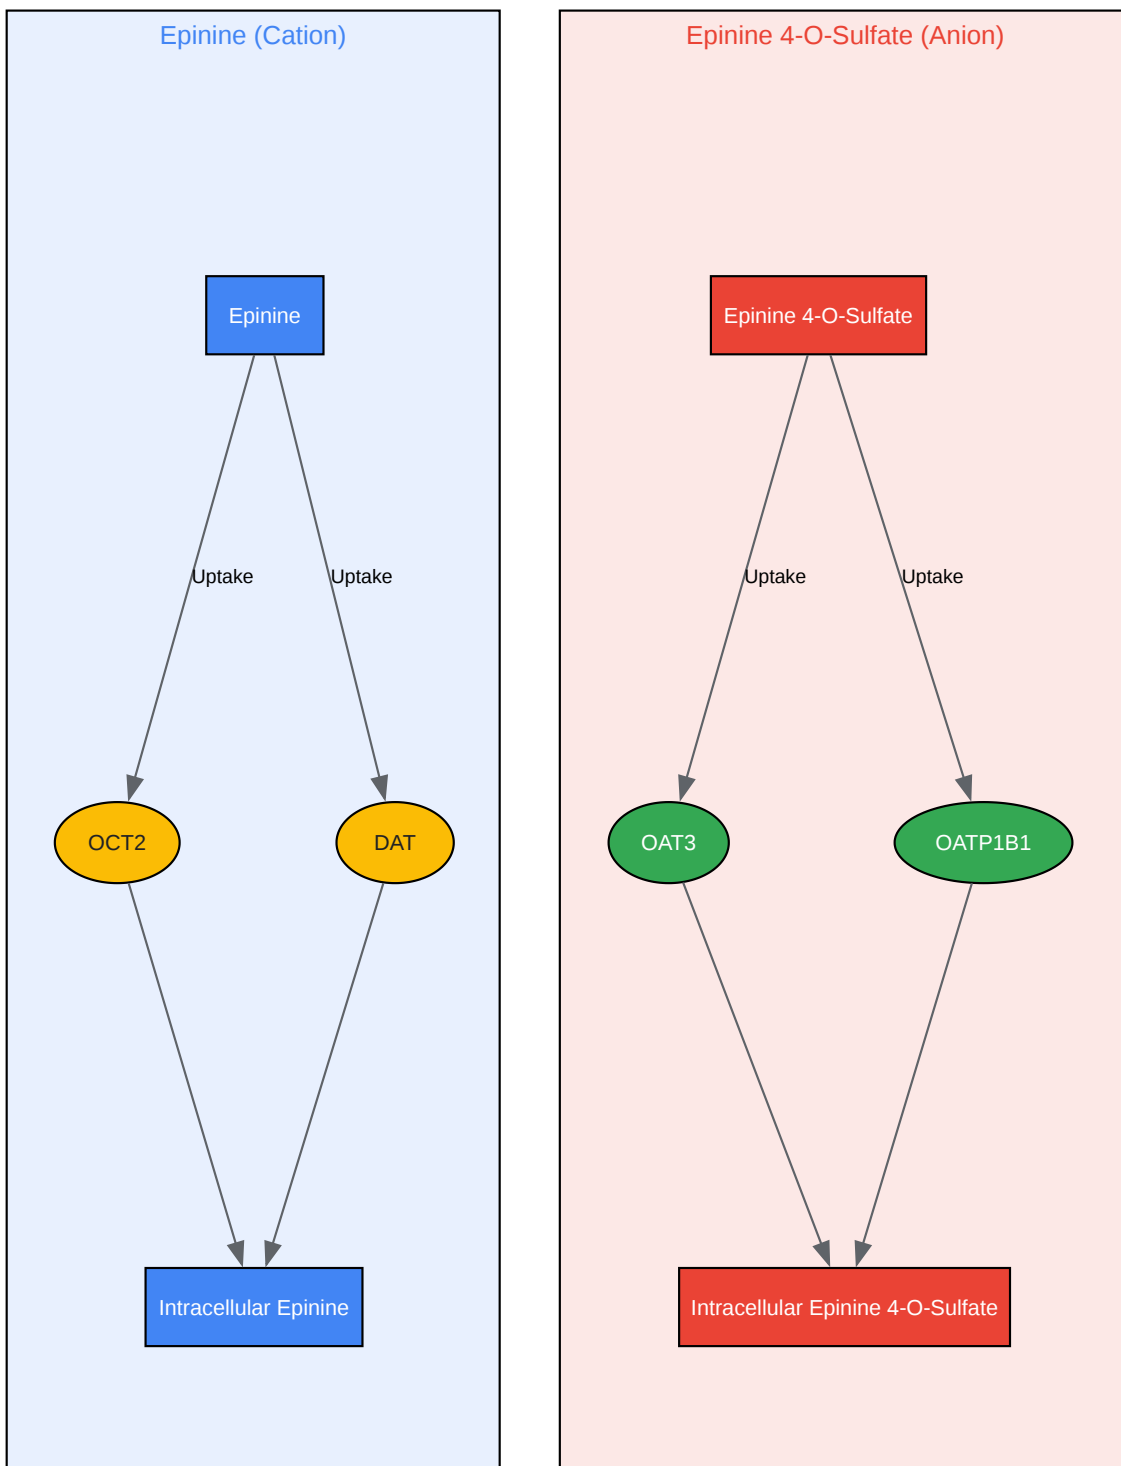 Epinine (Cation)
Epinine
Uptake
Uptake
OCT2
DAT
Intracellular Epinine
Epinine 4-O-Sulfate (Anion)
Epinine 4-O-Sulfate
Uptake
Uptake
OAT3
OATP1B1
Intracellular Epinine 4-O-Sulfate